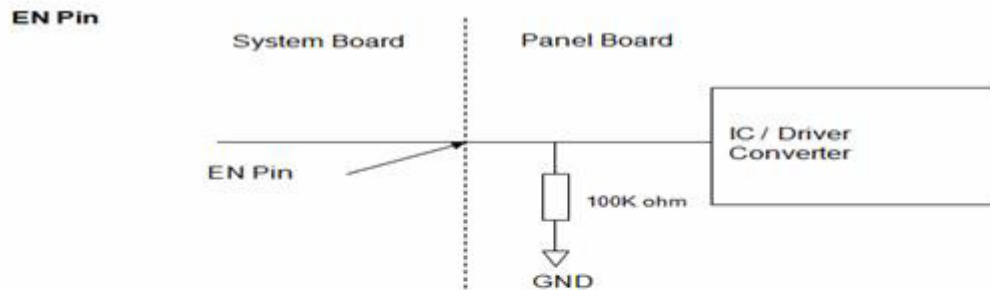 EN Pin
System Board
Panel Board
IC / Driver
Converter
EN Pin
100K ohm
GND